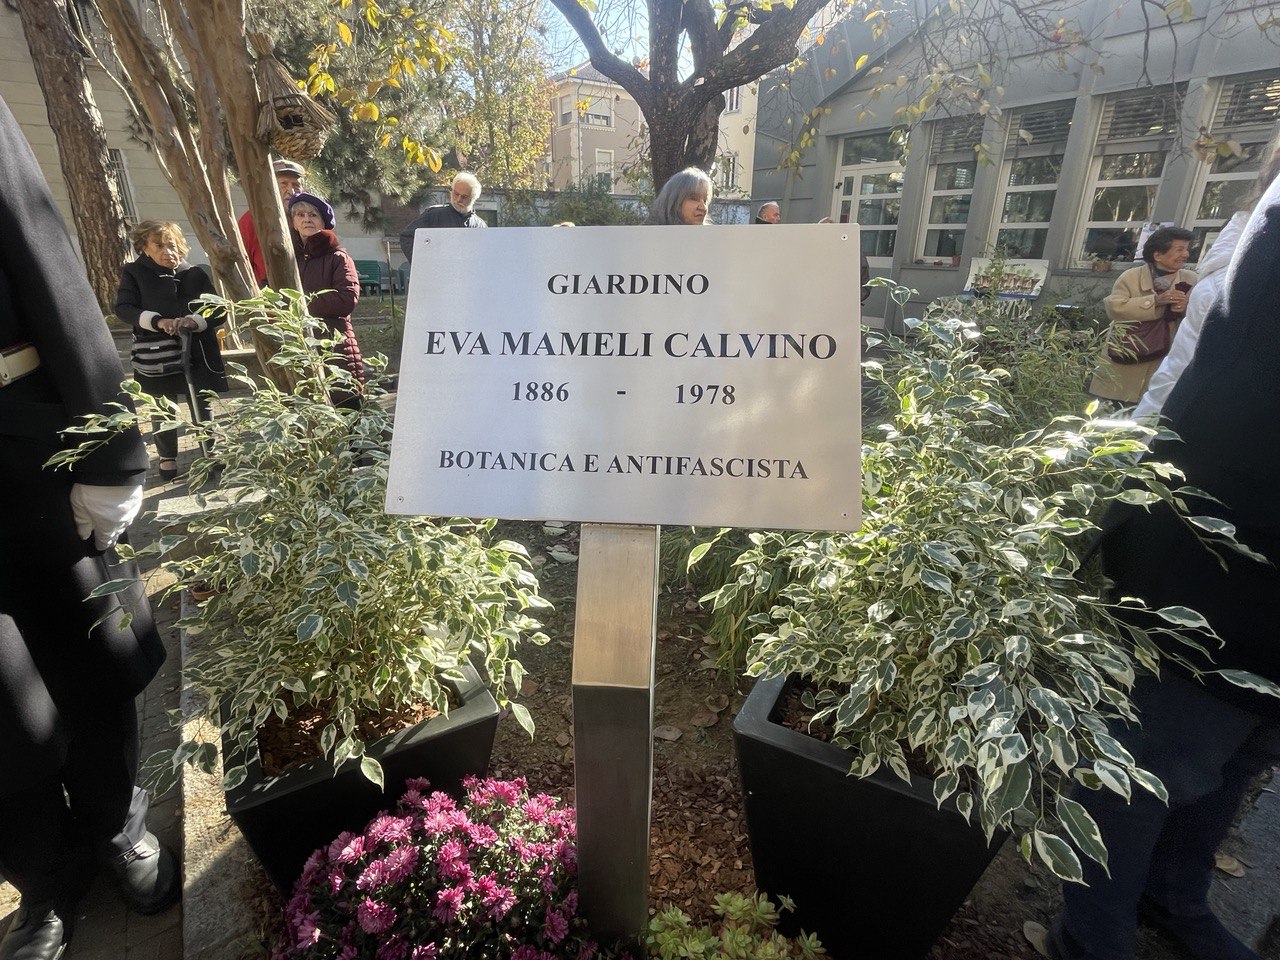 GIARDINO
EVA MAMELI CALVINO
1886 - 1978
BOTANICA E ANTIFASCISTA